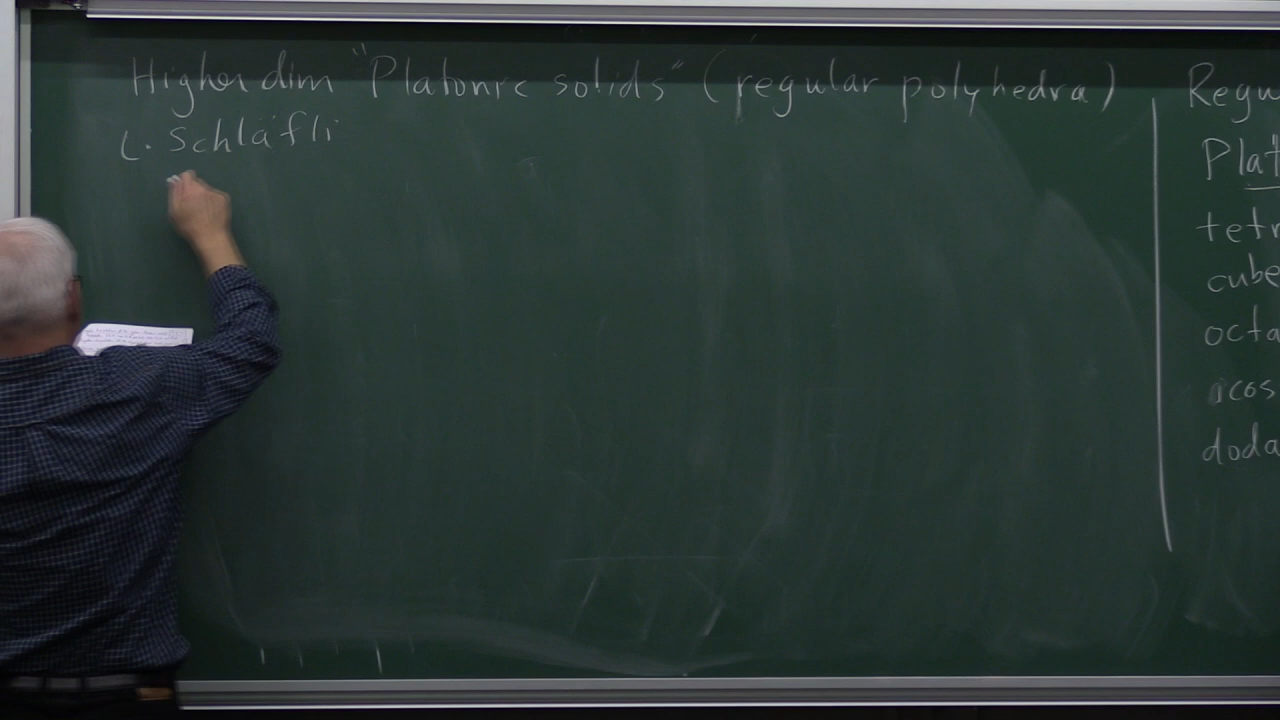 Higher dim "Platonic solids" (regular polyhedra)
L. Schläfli
Regu
Plat
tetr
cube
octa
icos
doda